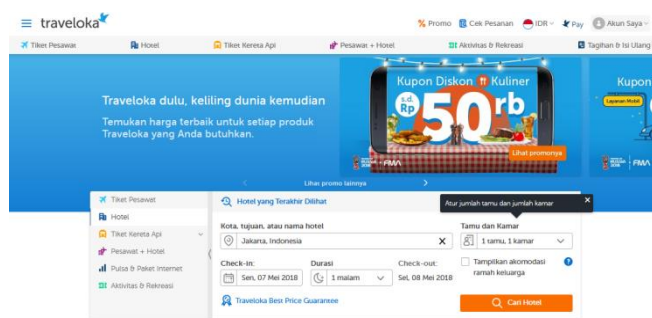 traveloka
Promo Cek Pesanan IDR Pay Akun Saya
Tiket Pesawat Hotel Tiket Kereta Api Pesawat + Hotel Aktivitas & Rekreasi Tagihan & Isi Ulang
Traveloka dulu, keliling dunia kemudian
Temukan harga terbaik untuk setiap produk
Traveloka yang Anda butuhkan.
Kupon Diskon Kuliner
s.d.
Rp 50rb
Lihat promonya
Kupon
Lihat promo lainnya
Tiket Pesawat
Hotel
Tiket Kereta Api
Pesawat + Hotel
Pulsa & Paket Internet
Aktivitas & Rekreasi
Hotel yang Terakhir Dilihat
Atur jumlah tamu dan jumlah kamar X
Kota, tujuan, atau nama hotel
Jakarta, Indonesia X
Tamu dan Kamar
1 tamu, 1 kamar
Check-in: Durasi Check-out:
Sen, 07 Mei 2018 1 malam Sel, 08 Mei 2018
Tampilkan akomodasi
ramah keluarga
Traveloka Best Price Guarantee
Cari Hotel